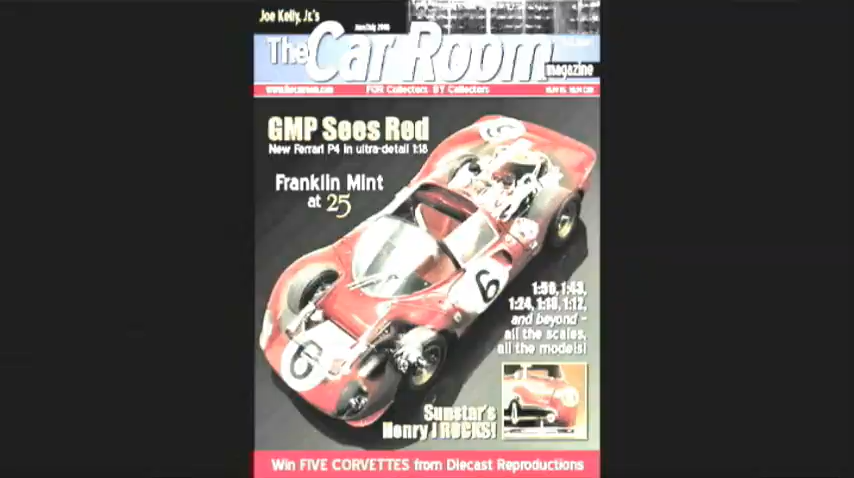 Joe Kelly, Jr.'s
The Car Room
magazine
FOR Collectors BY Collectors
GMP Sees Red
New Ferrari P4 in ultra-detail 1:18
Franklin Mint
at 25
6
6
1:50, 1:43,
1:24, 1:18, 1:12,
and beyond -
all the scales,
all the models!
Sunstar's
Henry J ROCKS!
Win FIVE CORVETTES from Diecast Reproductions